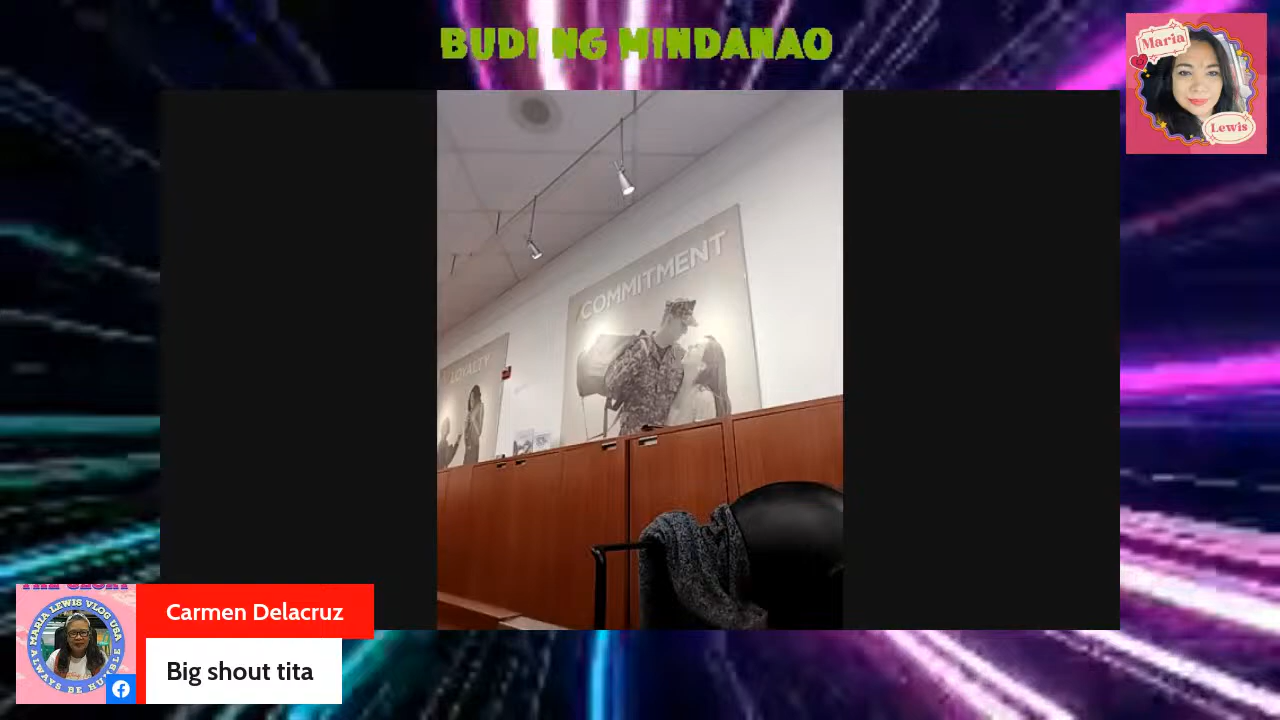 BUDI NG MINDANAO
Maria
Lewis
COMMITMENT
LOYALTY
MARIA LEWIS VLOG USA
ALWAYS BE HUMBLE
Carmen Delacruz
Big shout tita